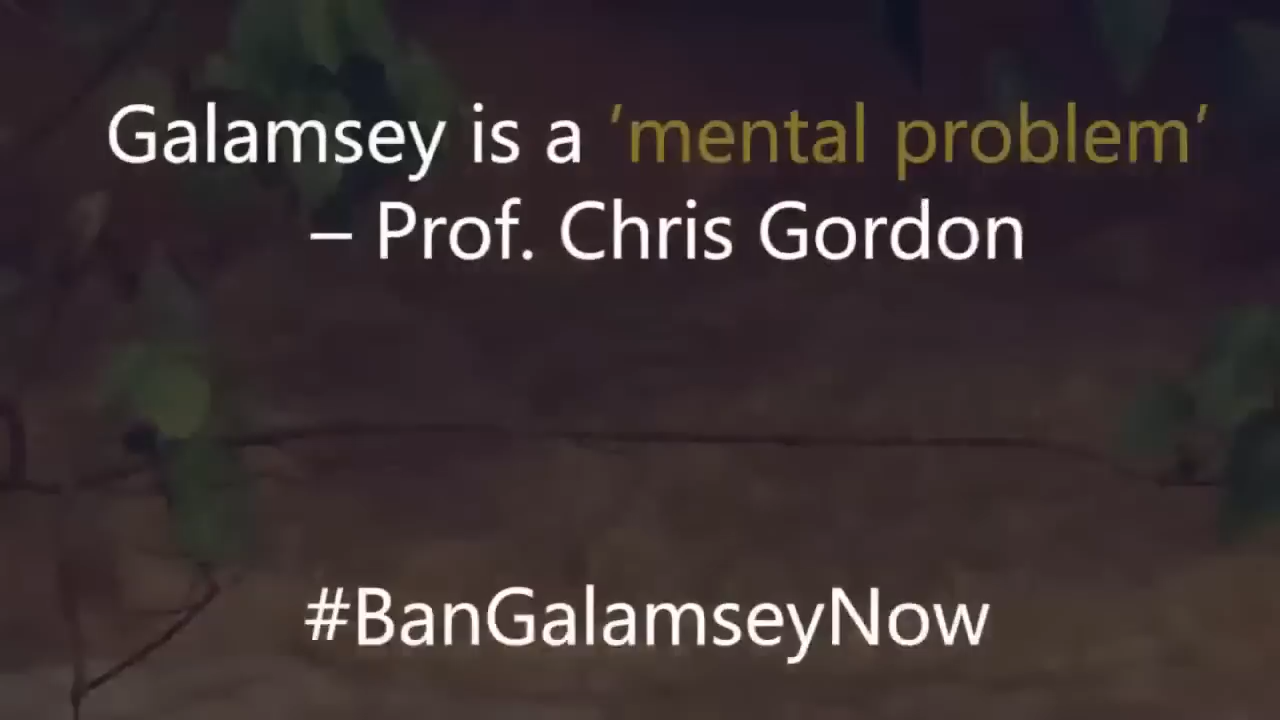 Galamsey is a ’mental problem’
– Prof. Chris Gordon
#BanGalamseyNow